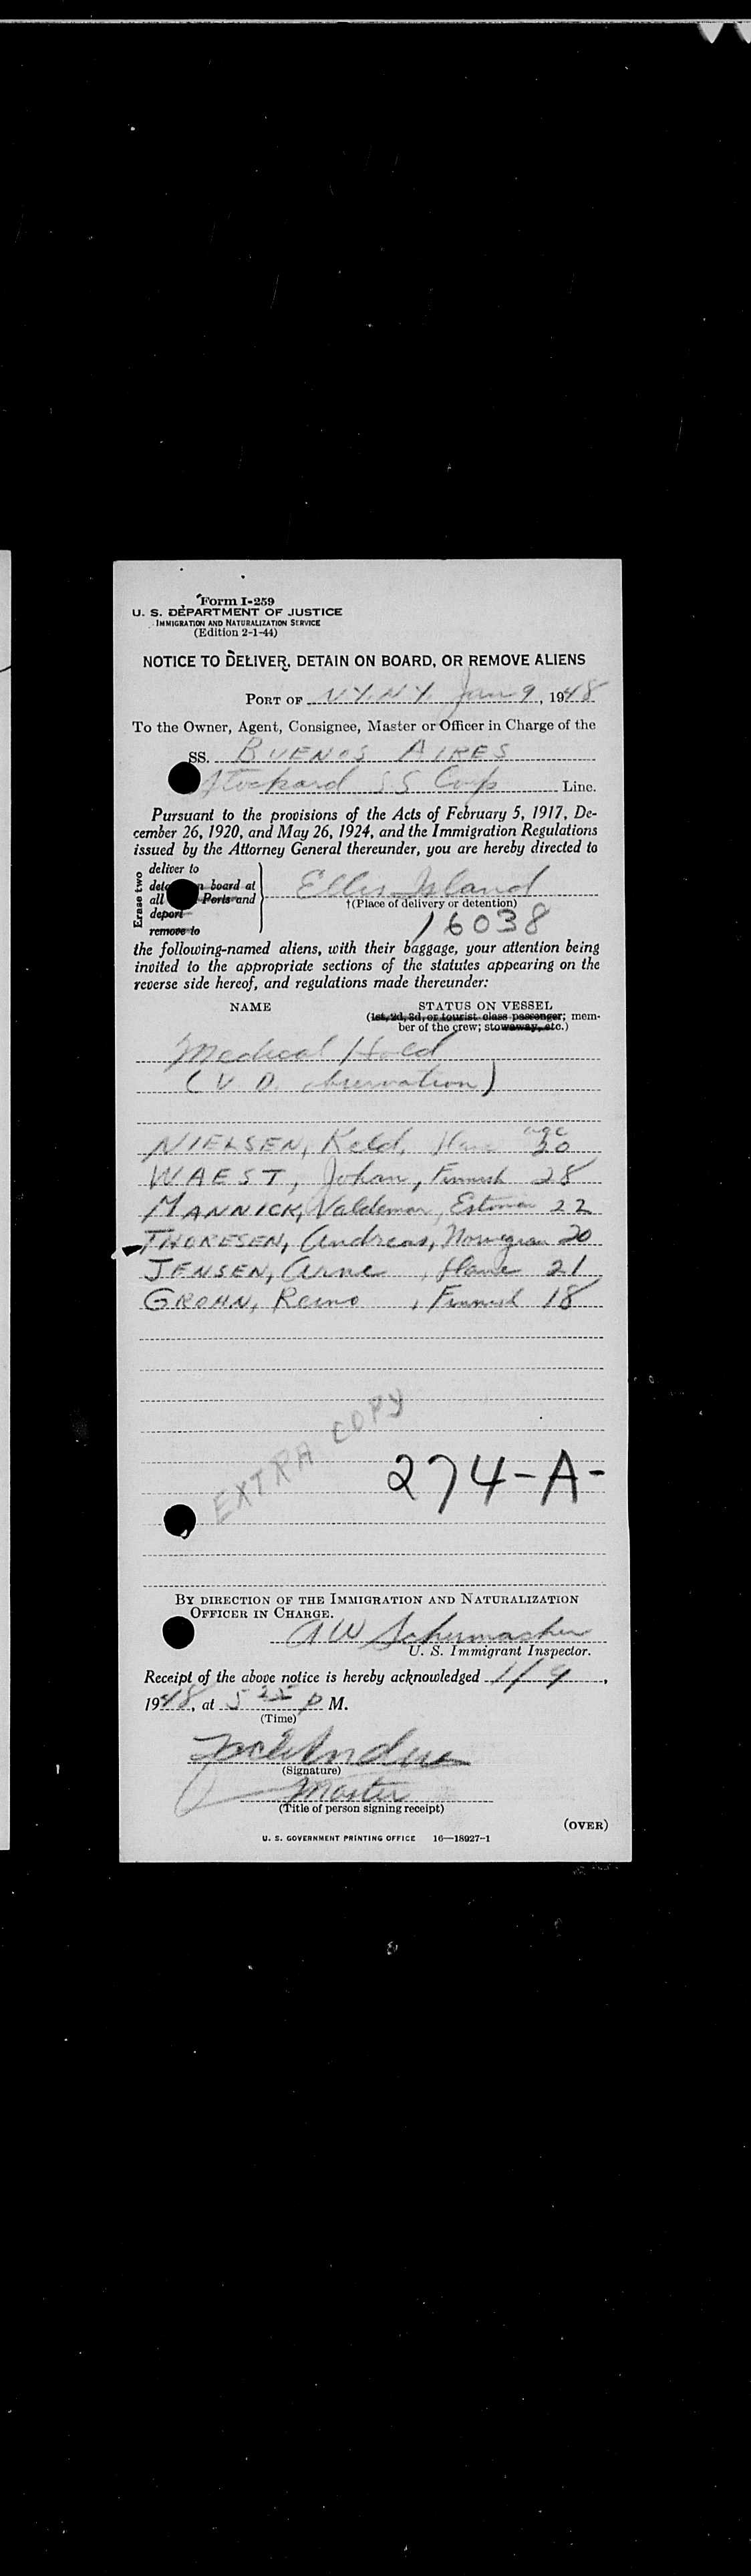 Form I-259
U. S. DEPARTMENT OF JUSTICE
IMMIGRATION AND NATURALIZATION SERVICE
(Edition 2-1-44)
NOTICE TO DELIVER, DETAIN ON BOARD, OR REMOVE ALIENS
PORT OF N.Y. N.Y. Jan 9, 1948
To the Owner, Agent, Consignee, Master or Officer in Charge of the
SS. BUENOS AIRES
Stockard SS Corp Line.
Pursuant to the provisions of the Acts of February 5, 1917, De-
cember 26, 1920, and May 26, 1924, and the Immigration Regulations
issued by the Attorney General thereunder, you are hereby directed to
Erase two
deliver to
board at
all Ports and
deport
remove to
Ellis Island
†(Place of delivery or detention)
16038
the following-named aliens, with their baggage, your attention being
invited to the appropriate sections of the statutes appearing on the
reverse side hereof, and regulations made thereunder:
NAME STATUS ON VESSEL
(1st, 2d, 3d, or tourist class passenger; mem-
ber of the crew; stowaway, etc.)
Medical Hold
(V. D. observation)
age
NIELSEN, Keld, Dane 20
WAEST, Johan, Finnish 28
MANNICK, Valdemar, Estonia 22
THORESEN, Andreas, Norwegian 20
JENSEN, Arne, Dane 21
GROHN, Reino, Finnish 18
EXTRA COPY
274-A-
BY DIRECTION OF THE IMMIGRATION AND NATURALIZATION
OFFICER IN CHARGE.
A W Schumacher
U. S. Immigrant Inspector.
Receipt of the above notice is hereby acknowledged 1/9,
1948, at 5 25 P M.
(Time)
(Signature)
Master
(Title of person signing receipt)
(OVER)
U. S. GOVERNMENT PRINTING OFFICE 16—18927-1